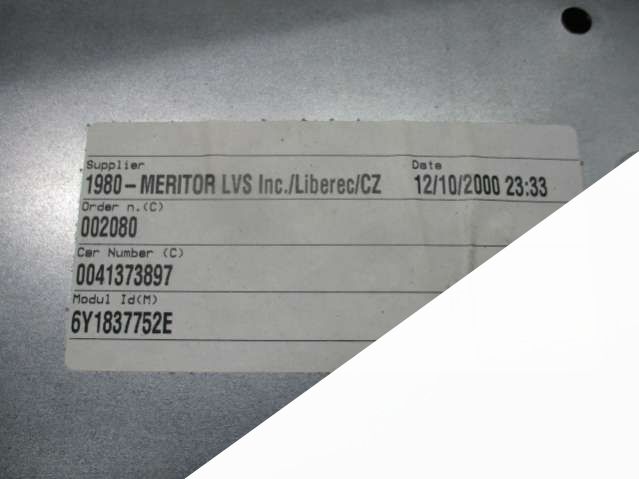 Supplier Date
1980-MERITOR LVS Inc./Liberec/CZ 12/10/2000 23:33
Order n.(C)
002080
Car Number (C)
0041373897
Modul Id(M)
6Y1837752E